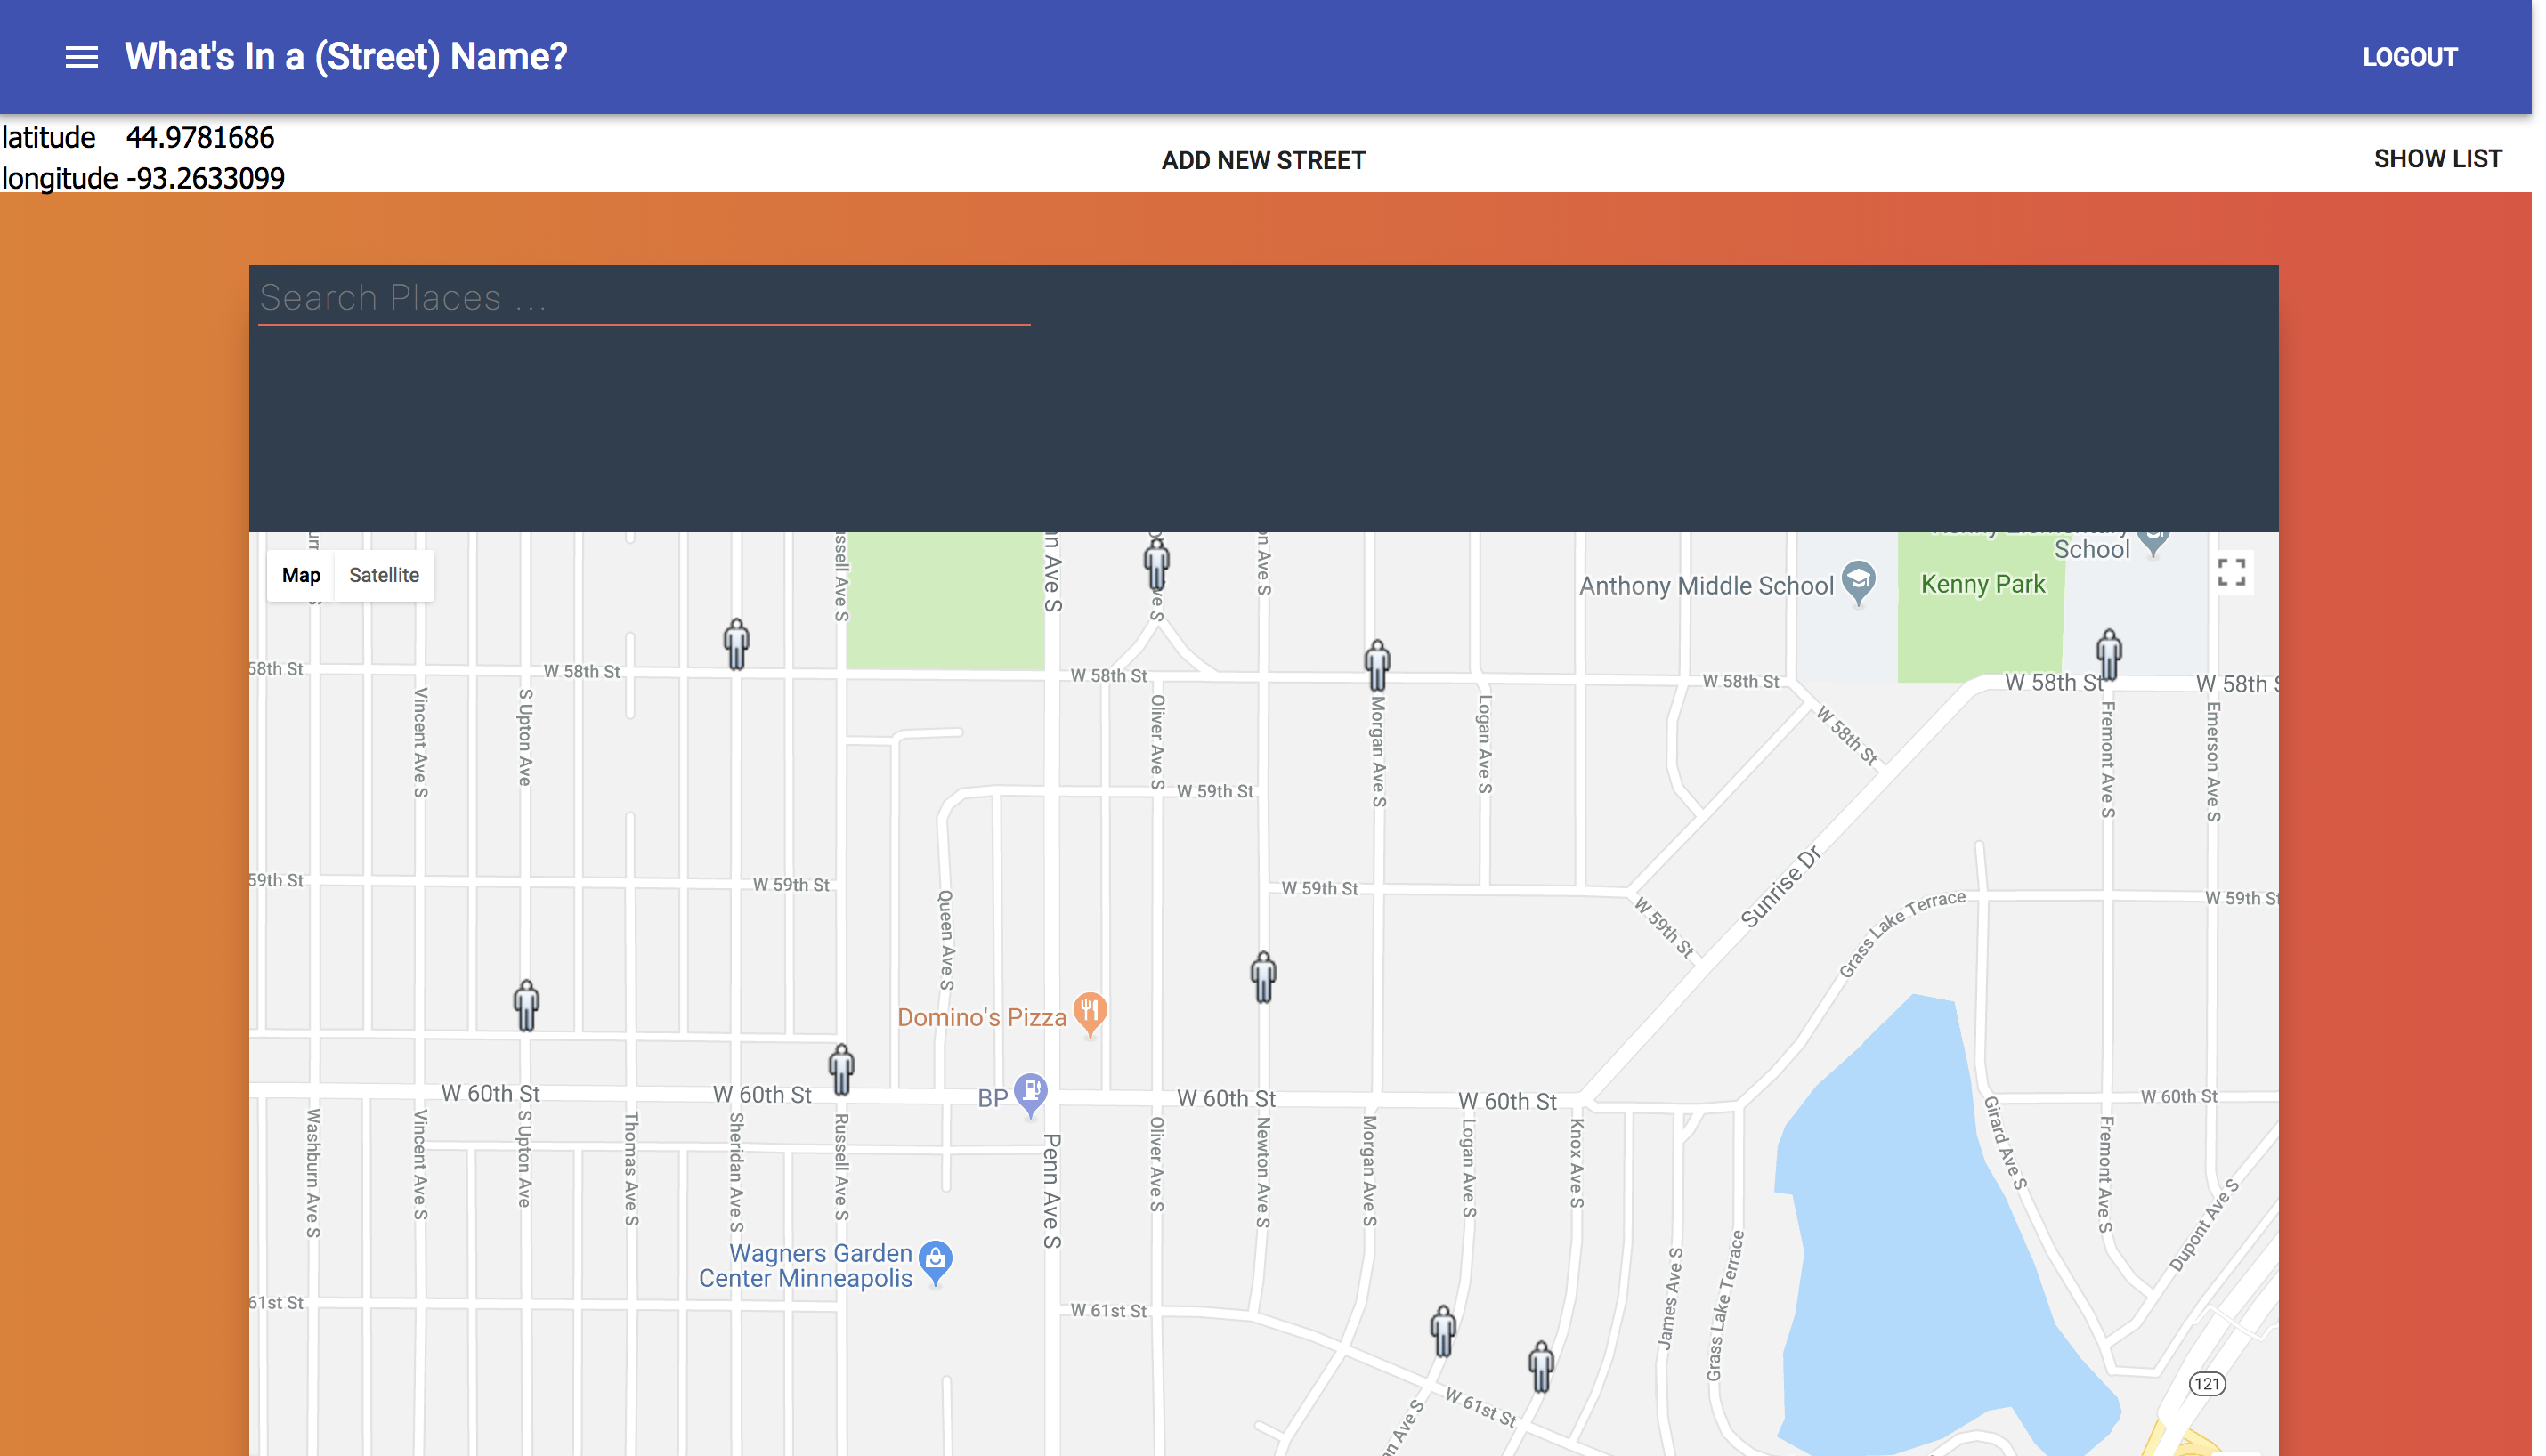 What's In a (Street) Name?
LOGOUT
latitude 44.9781686
longitude -93.2633099
ADD NEW STREET
SHOW LIST
Search Places ...
Map
Satellite
School
Anthony Middle School
Kenny Park
W 58th St
W 58th St
W 58th St
W 58th St
58th St
W 58th St
Vincent Ave S
S Upton Ave
Oliver Ave S
Morgan Ave S
Logan Ave S
Fremont Ave S
Emerson Ave S
W 59th St
59th St
W 59th St
W 59th St
W 59th St
W 59th St
Queen Ave S
Sunrise Dr
Grass Lake Terrace
Domino's Pizza
BP
W 60th St
W 60th St
W 60th St
W 60th St
W 60th St
Washburn Ave S
Vincent Ave S
S Upton Ave
Thomas Ave S
Sheridan Ave S
Russell Ave S
Penn Ave S
Oliver Ave S
Newton Ave S
Morgan Ave S
Logan Ave S
Knox Ave S
Girard Ave S
Fremont Ave S
Dupont Ave S
James Ave S
Grass Lake Terrace
Wagners Garden
Center Minneapolis
61st St
W 61st St
W 61st St
121